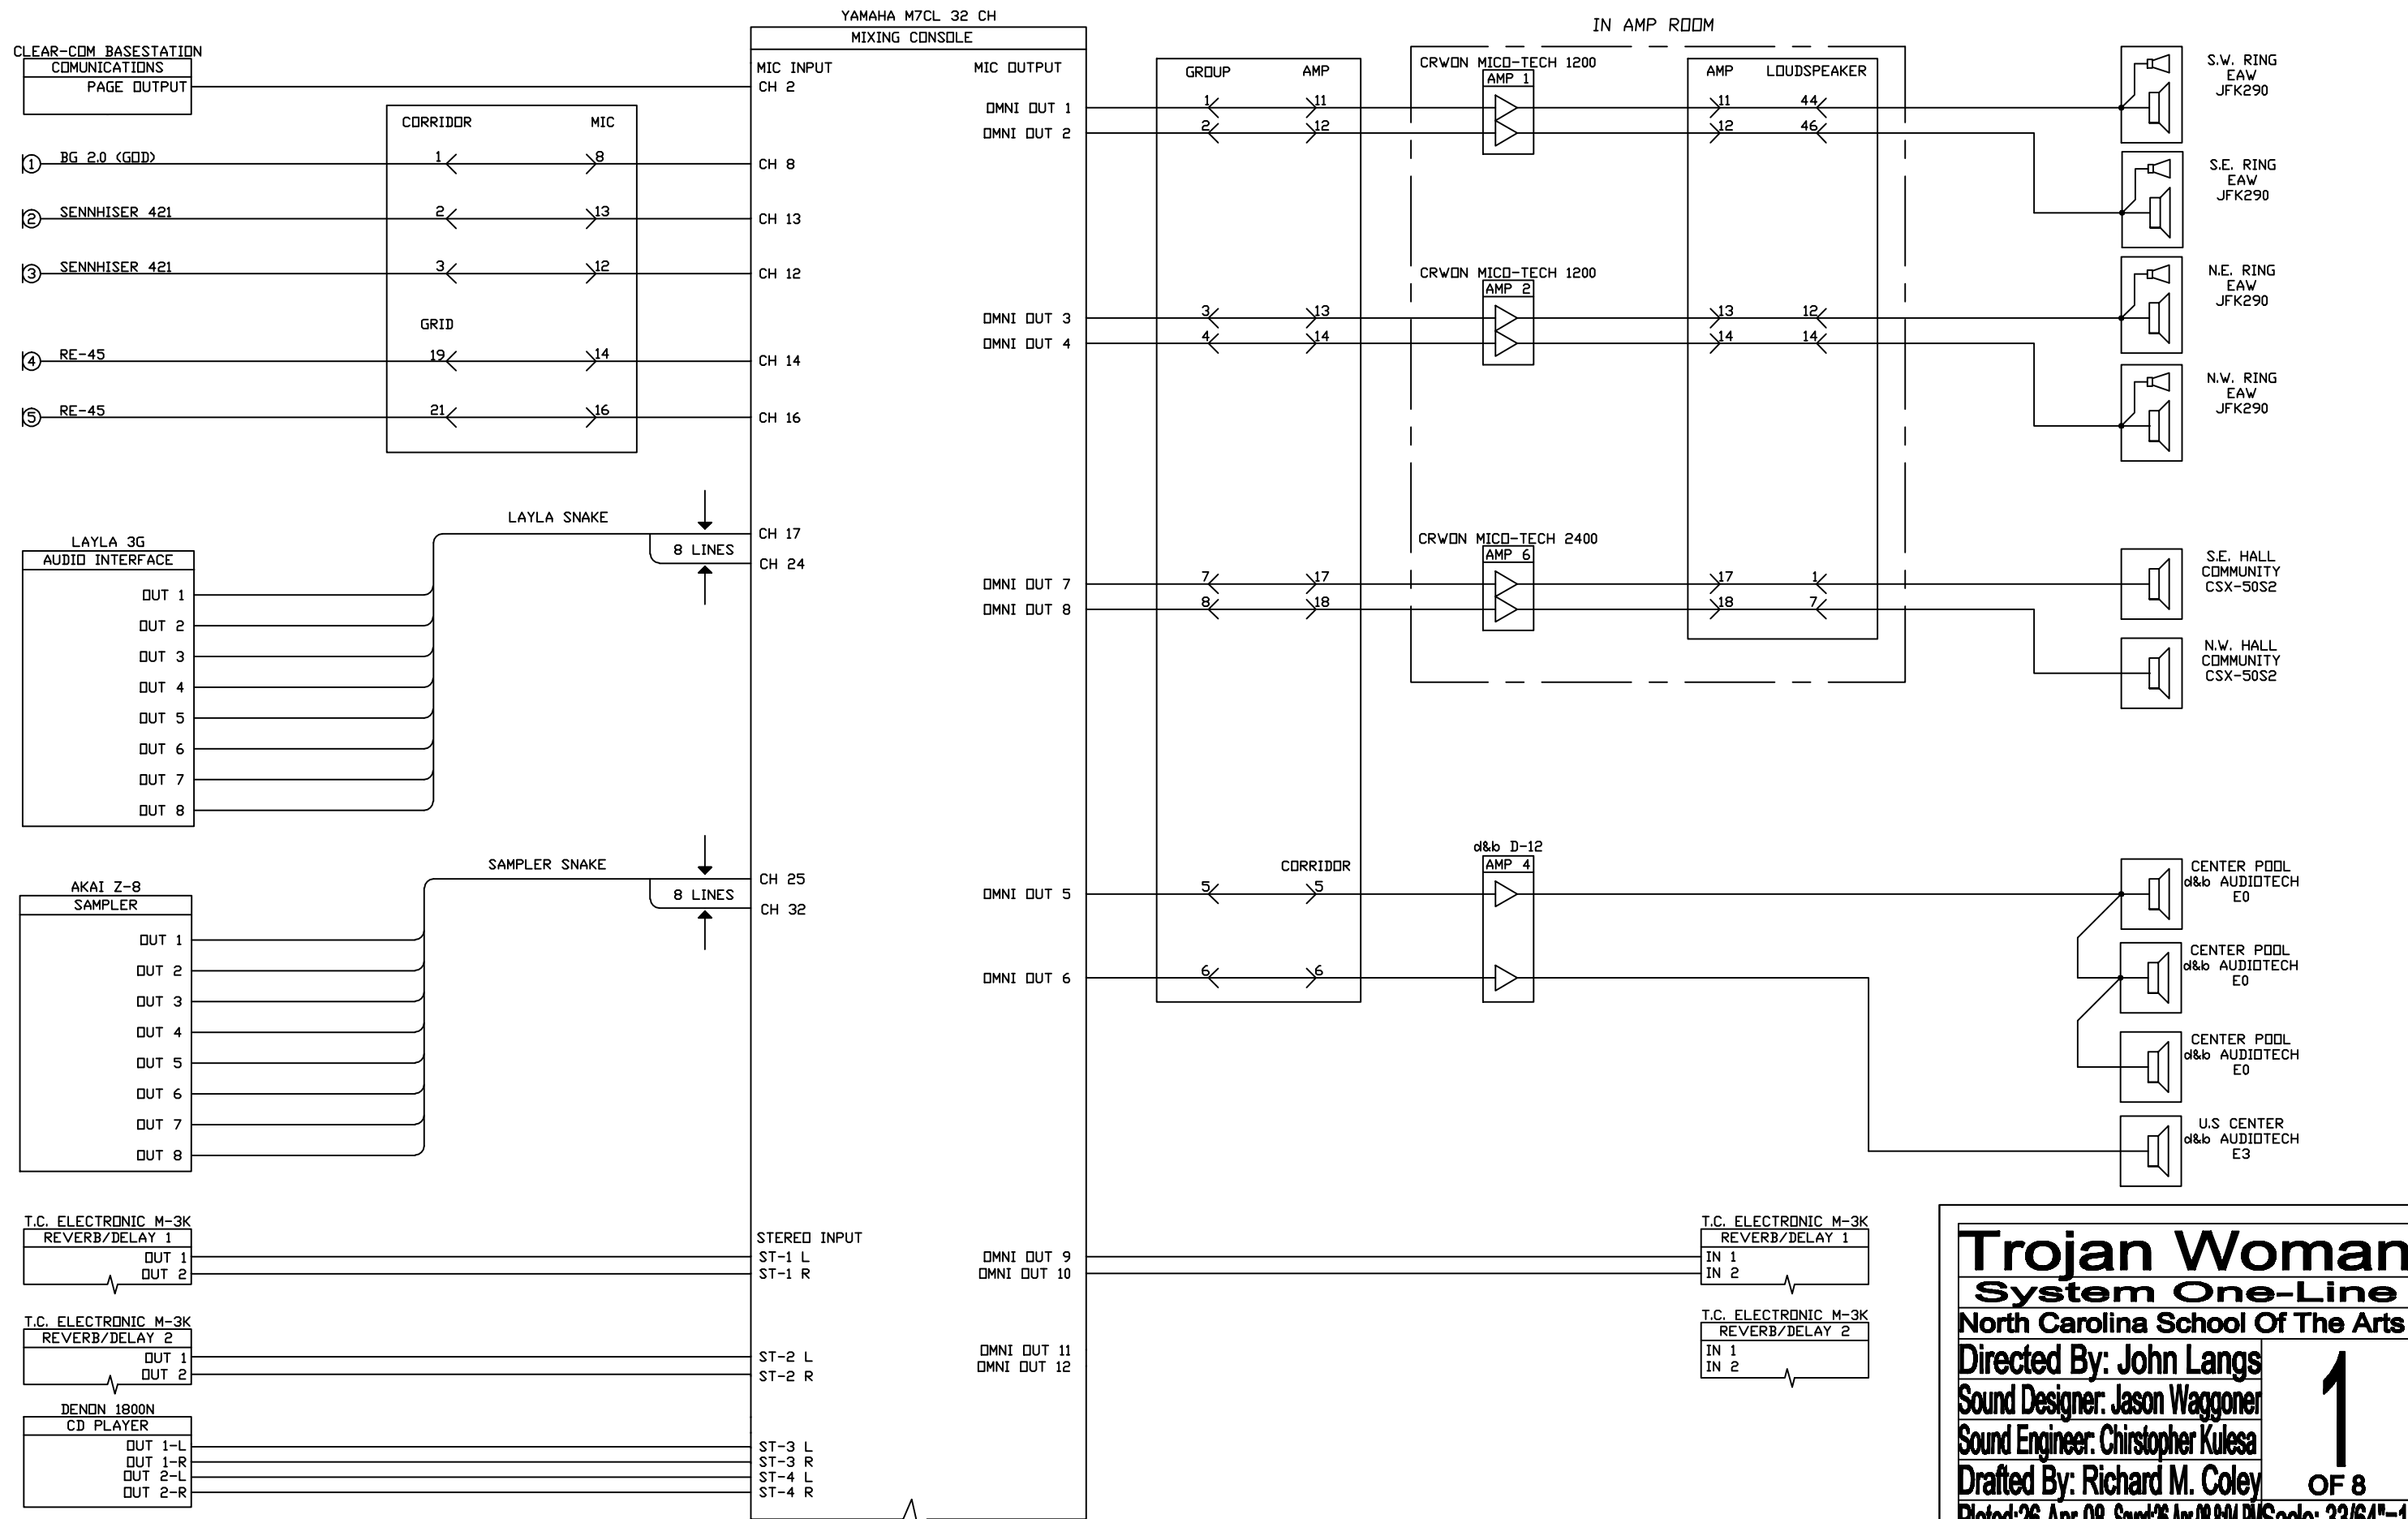 YAMAHA M7CL 32 CH
MIXING CONSOLE
MIC INPUT
MIC OUTPUT
CLEAR-COM BASESTATION
COMUNICATIONS
PAGE OUTPUT
CH 2
CORRIDOR
MIC
1 BG 2.0 (GOD)
1
8
CH 8
2 SENNHISER 421
2
13
CH 13
3 SENNHISER 421
3
12
CH 12
GRID
4 RE-45
19
14
CH 14
5 RE-45
21
16
CH 16
LAYLA SNAKE
8 LINES
CH 17
CH 24
LAYLA 3G
AUDIO INTERFACE
OUT 1
OUT 2
OUT 3
OUT 4
OUT 5
OUT 6
OUT 7
OUT 8
SAMPLER SNAKE
8 LINES
CH 25
CH 32
AKAI Z-8
SAMPLER
OUT 1
OUT 2
OUT 3
OUT 4
OUT 5
OUT 6
OUT 7
OUT 8
T.C. ELECTRONIC M-3K
REVERB/DELAY 1
OUT 1
OUT 2
STEREO INPUT
ST-1 L
ST-1 R
T.C. ELECTRONIC M-3K
REVERB/DELAY 2
OUT 1
OUT 2
ST-2 L
ST-2 R
DENON 1800N
CD PLAYER
OUT 1-L
OUT 1-R
OUT 2-L
OUT 2-R
ST-3 L
ST-3 R
ST-4 L
ST-4 R
IN AMP ROOM
GROUP
AMP
CRWON MICO-TECH 1200
AMP 1
AMP
LOUDSPEAKER
OMNI OUT 1
1
11
11
44
OMNI OUT 2
2
12
12
46
S.W. RING
EAW
JFK290
S.E. RING
EAW
JFK290
CRWON MICO-TECH 1200
AMP 2
OMNI OUT 3
3
13
13
12
OMNI OUT 4
4
14
14
14
N.E. RING
EAW
JFK290
N.W. RING
EAW
JFK290
CRWON MICO-TECH 2400
AMP 6
OMNI OUT 7
7
17
17
1
OMNI OUT 8
8
18
18
7
S.E. HALL
COMMUNITY
CSX-50S2
N.W. HALL
COMMUNITY
CSX-50S2
CORRIDOR
d&b D-12
AMP 4
OMNI OUT 5
5
5
OMNI OUT 6
6
6
CENTER POOL
d&b AUDIOTECH
E0
CENTER POOL
d&b AUDIOTECH
E0
CENTER POOL
d&b AUDIOTECH
E0
U.S CENTER
d&b AUDIOTECH
E3
OMNI OUT 9
OMNI OUT 10
T.C. ELECTRONIC M-3K
REVERB/DELAY 1
IN 1
IN 2
OMNI OUT 11
OMNI OUT 12
T.C. ELECTRONIC M-3K
REVERB/DELAY 2
IN 1
IN 2
Trojan Woman
System One-Line
North Carolina School Of The Arts
Directed By: John Langs
Sound Designer: Jason Waggoner
Sound Engineer: Chirstopher Kulesa
Drafted By: Richard M. Coley
1
OF 8
Ploted:26 Apr 08
Scale: 33/64"=1